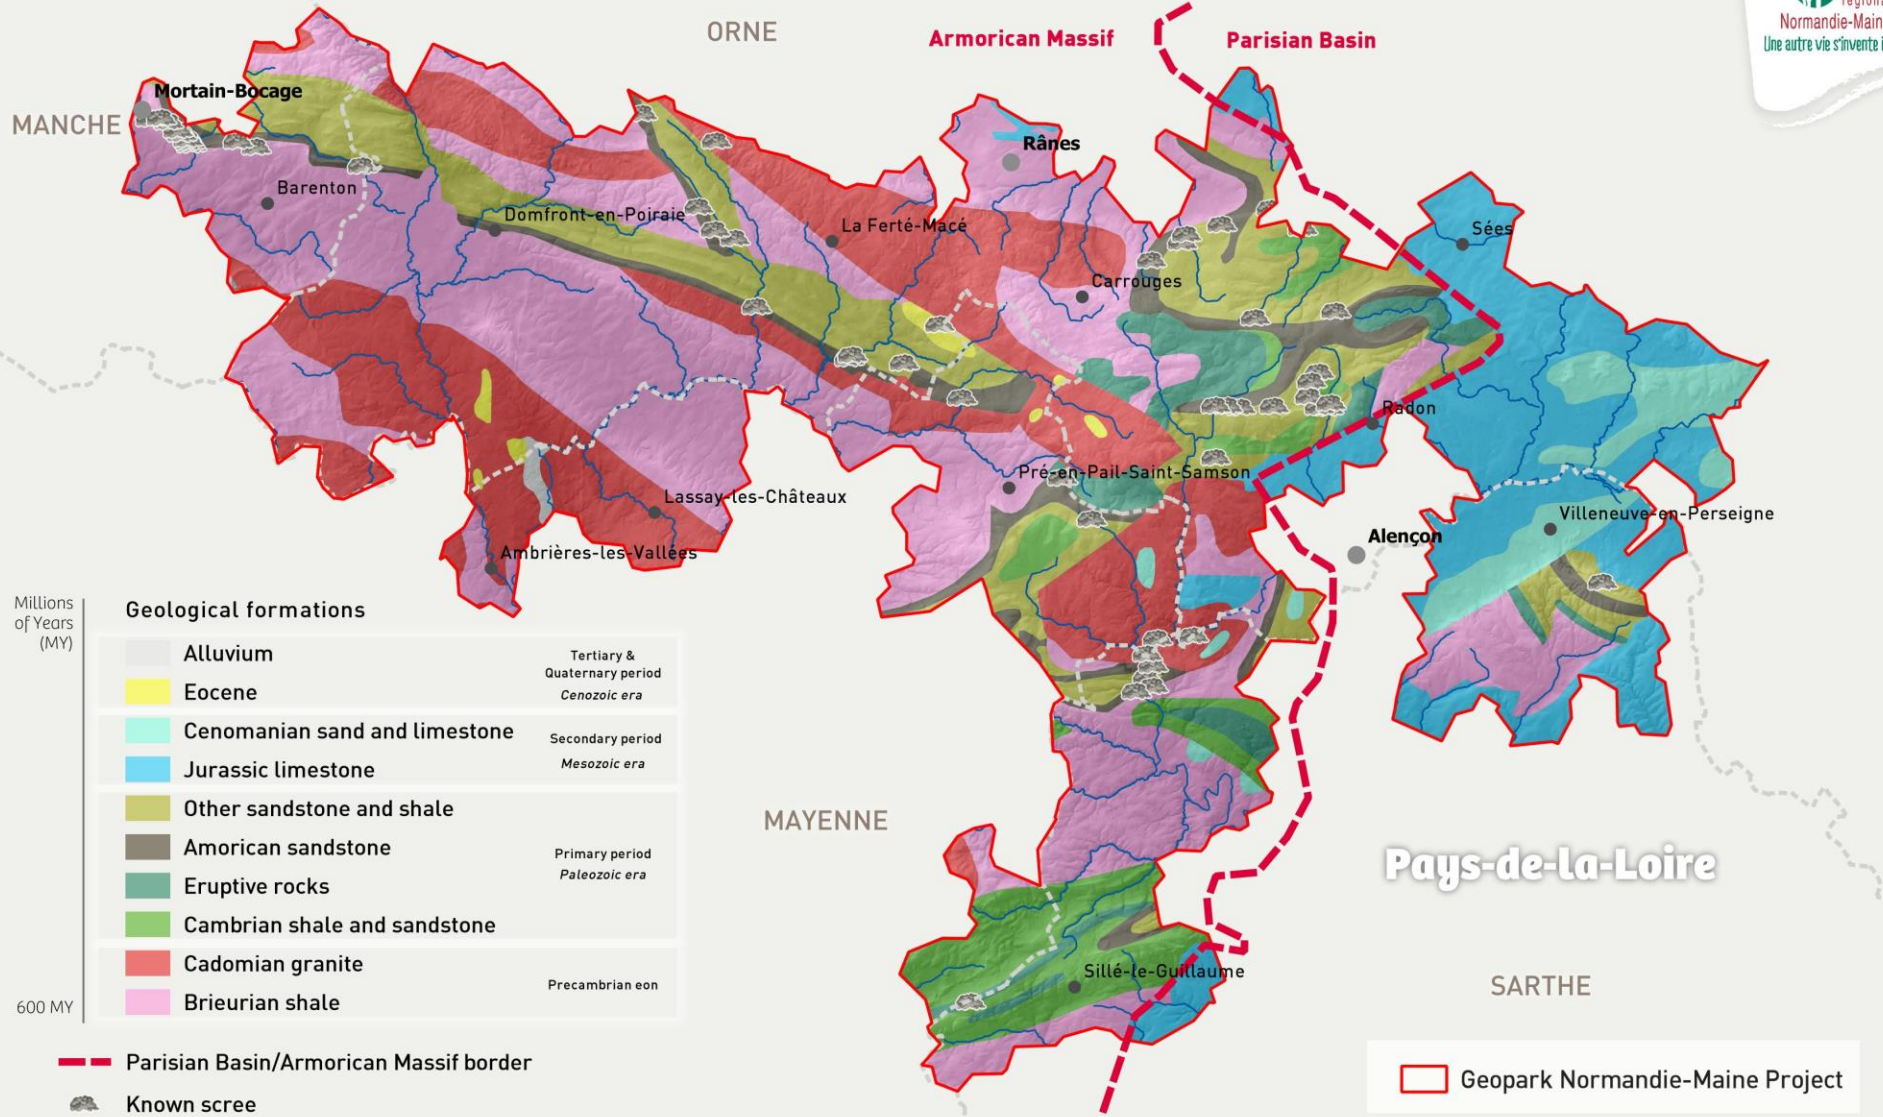 ORNE
Armorican Massif
Parisian Basin
Normandie-Maine
Une autre vie s'invente i
Mortain-Bocage
MANCHE
Rânes
Barenton
Domfront-en-Poiraie
La Ferté-Macé
Sées
Carrouges
Radon
Pré-en-Pail-Saint-Samson
Lassay-les-Châteaux
Villeneuve-en-Perseigne
Alençon
Ambrières-les-Vallées
Millions
of Years
(MY)
Geological formations
Alluvium
Eocene
Tertiary &
Quaternary period
Cenozoic era
Cenomanian sand and limestone
Jurassic limestone
Secondary period
Mesozoic era
Other sandstone and shale
Amorican sandstone
Eruptive rocks
Cambrian shale and sandstone
Primary period
Paleozoic era
Cadomian granite
Brieurian shale
Precambrian eon
600 MY
MAYENNE
Pays-de-la-Loire
Sillé-le-Guillaume
SARTHE
Parisian Basin/Armorican Massif border
Known scree
Geopark Normandie-Maine Project